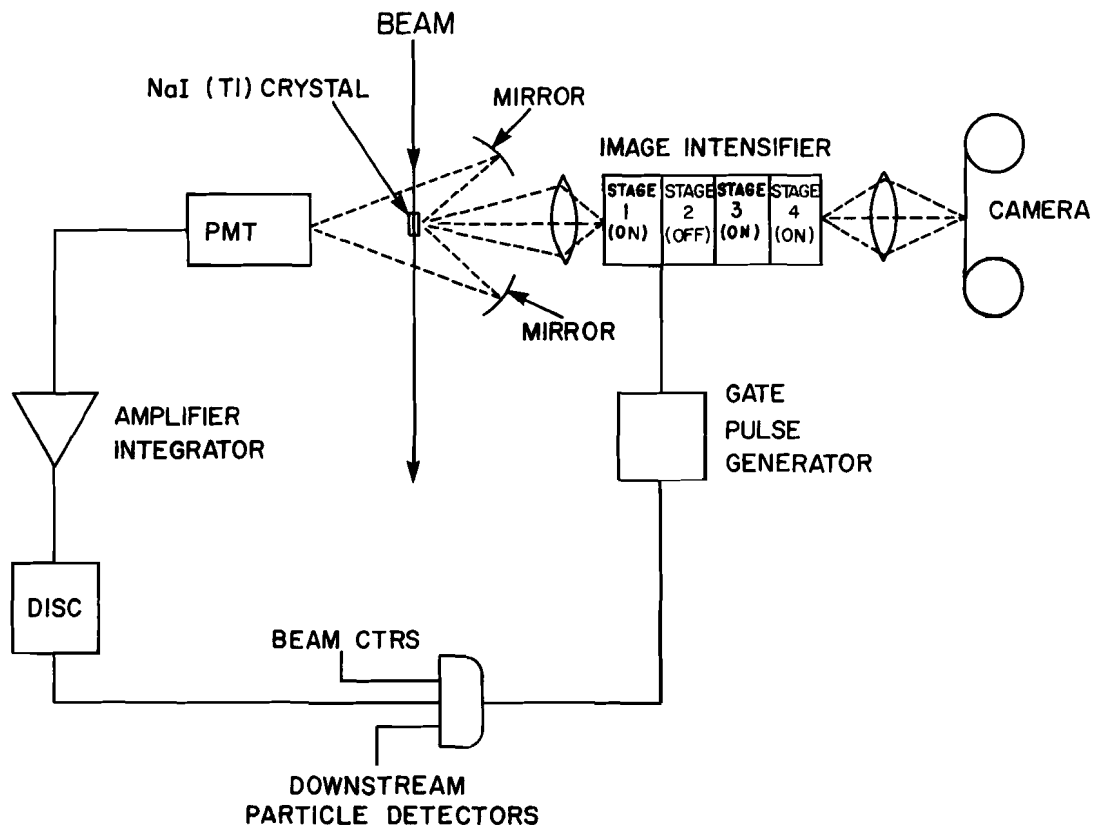 BEAM
NaI (Tl) CRYSTAL
MIRROR
IMAGE INTENSIFIER
STAGE
1
(ON)
STAGE
2
(OFF)
STAGE
3
(ON)
STAGE
4
(ON)
CAMERA
PMT
MIRROR
AMPLIFIER
INTEGRATOR
GATE
PULSE
GENERATOR
DISC
BEAM CTRS
DOWNSTREAM
PARTICLE DETECTORS